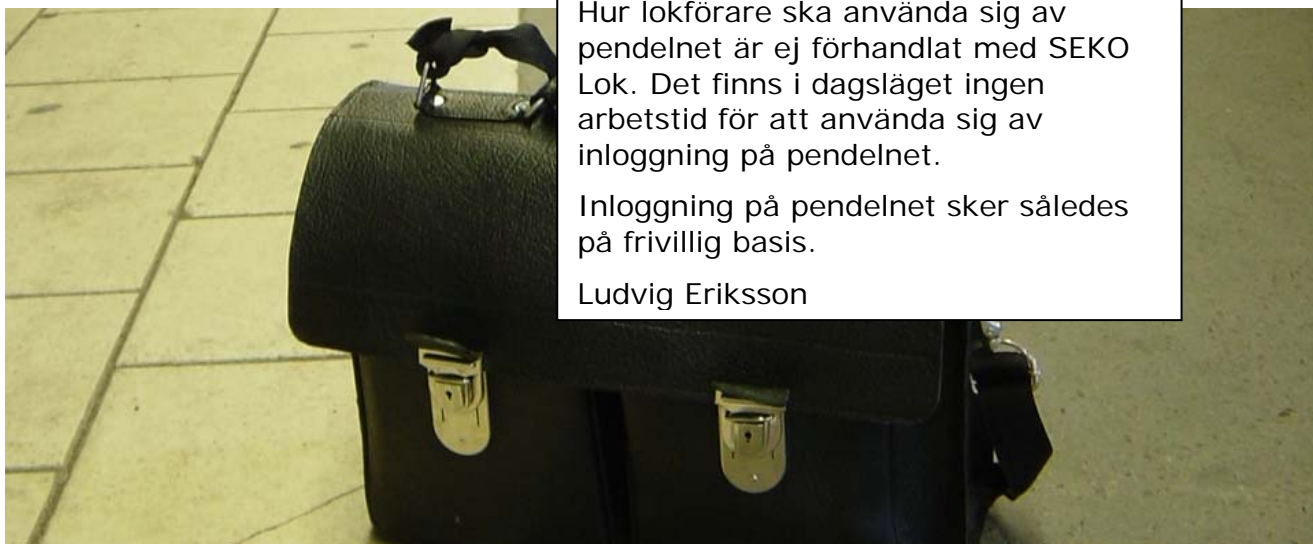 Hur lokförare ska använda sig av
pendelnet är ej förhandlat med SEKO
Lok. Det finns i dagsläget ingen
arbetstid för att använda sig av
inloggning på pendelnet.
Inloggning på pendelnet sker således
på frivillig basis.
Ludvig Eriksson